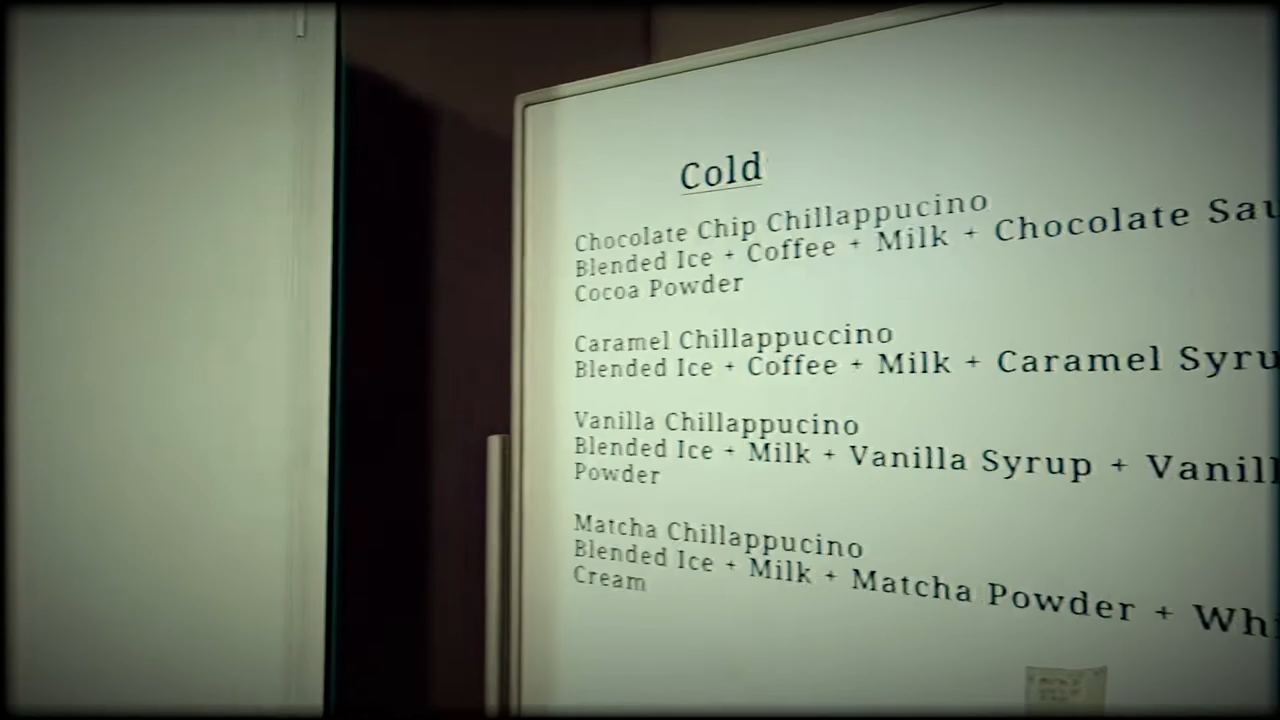 Cold
Chocolate Chip Chillappucino
Blended Ice + Coffee + Milk + Chocolate Sau
Cocoa Powder
Caramel Chillappuccino
Blended Ice + Coffee + Milk + Caramel Syru
Vanilla Chillappucino
Blended Ice + Milk + Vanilla Syrup + Vanill
Powder
Matcha Chillappucino
Blended Ice + Milk + Matcha Powder + Whi
Cream